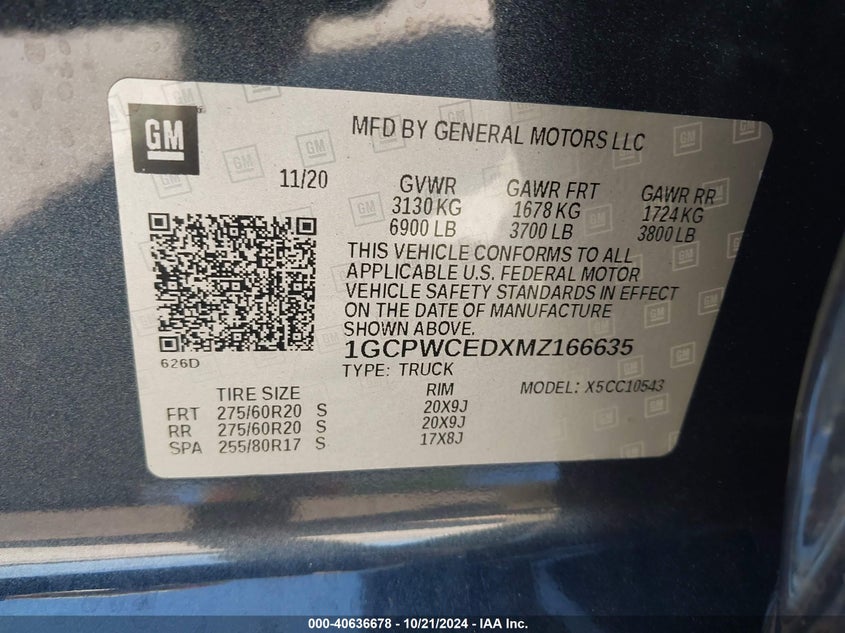 GM
MFD BY GENERAL MOTORS LLC
11/20 GVWR GAWR FRT GAWR RR
3130 KG 1678 KG 1724 KG
6900 LB 3700 LB 3800 LB
THIS VEHICLE CONFORMS TO ALL
APPLICABLE U.S. FEDERAL MOTOR
VEHICLE SAFETY STANDARDS IN EFFECT
ON THE DATE OF MANUFACTURE
SHOWN ABOVE.
626D
1GCPWCEDXMZ166635
TYPE: TRUCK
TIRE SIZE RIM MODEL: X5CC10543
FRT 275/60R20 S 20X9J
RR 275/60R20 S 20X9J
SPA 255/80R17 S 17X8J
000-40636678 - 10/21/2024 - IAA Inc.